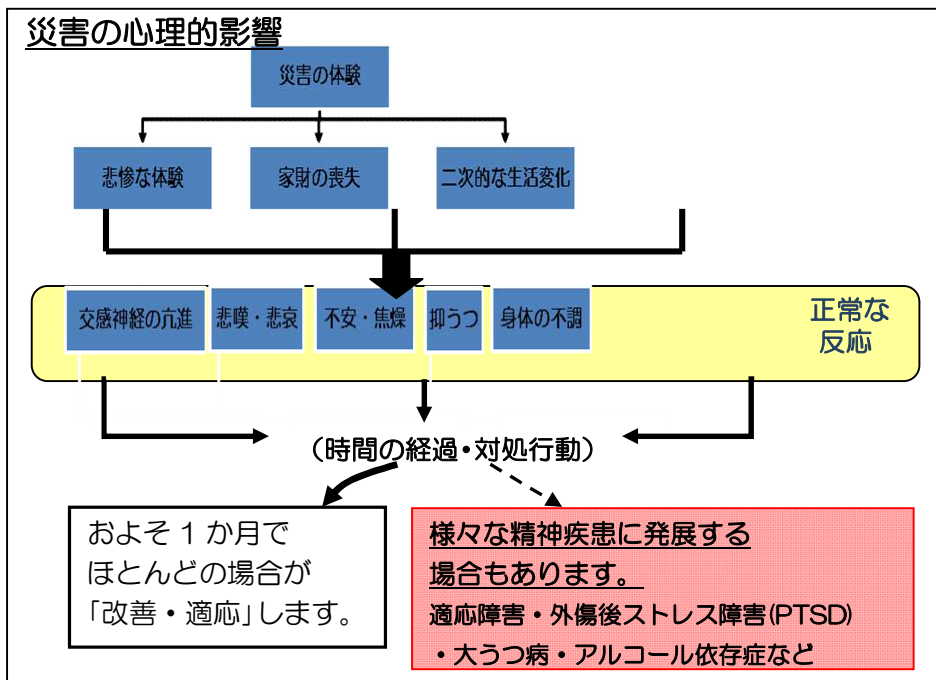 災害の心理的影響
災害の体験
悲惨な体験
家財の喪失
二次的な生活変化
交感神経の亢進
悲嘆・悲哀
不安・焦燥
抑うつ
身体の不調
正常な
反応
（時間の経過・対処行動）
およそ 1 か月で
ほとんどの場合が
「改善・適応」します。
様々な精神疾患に発展する
場合もあります。
適応障害・外傷後ストレス障害(PTSD)
・大うつ病・アルコール依存症など